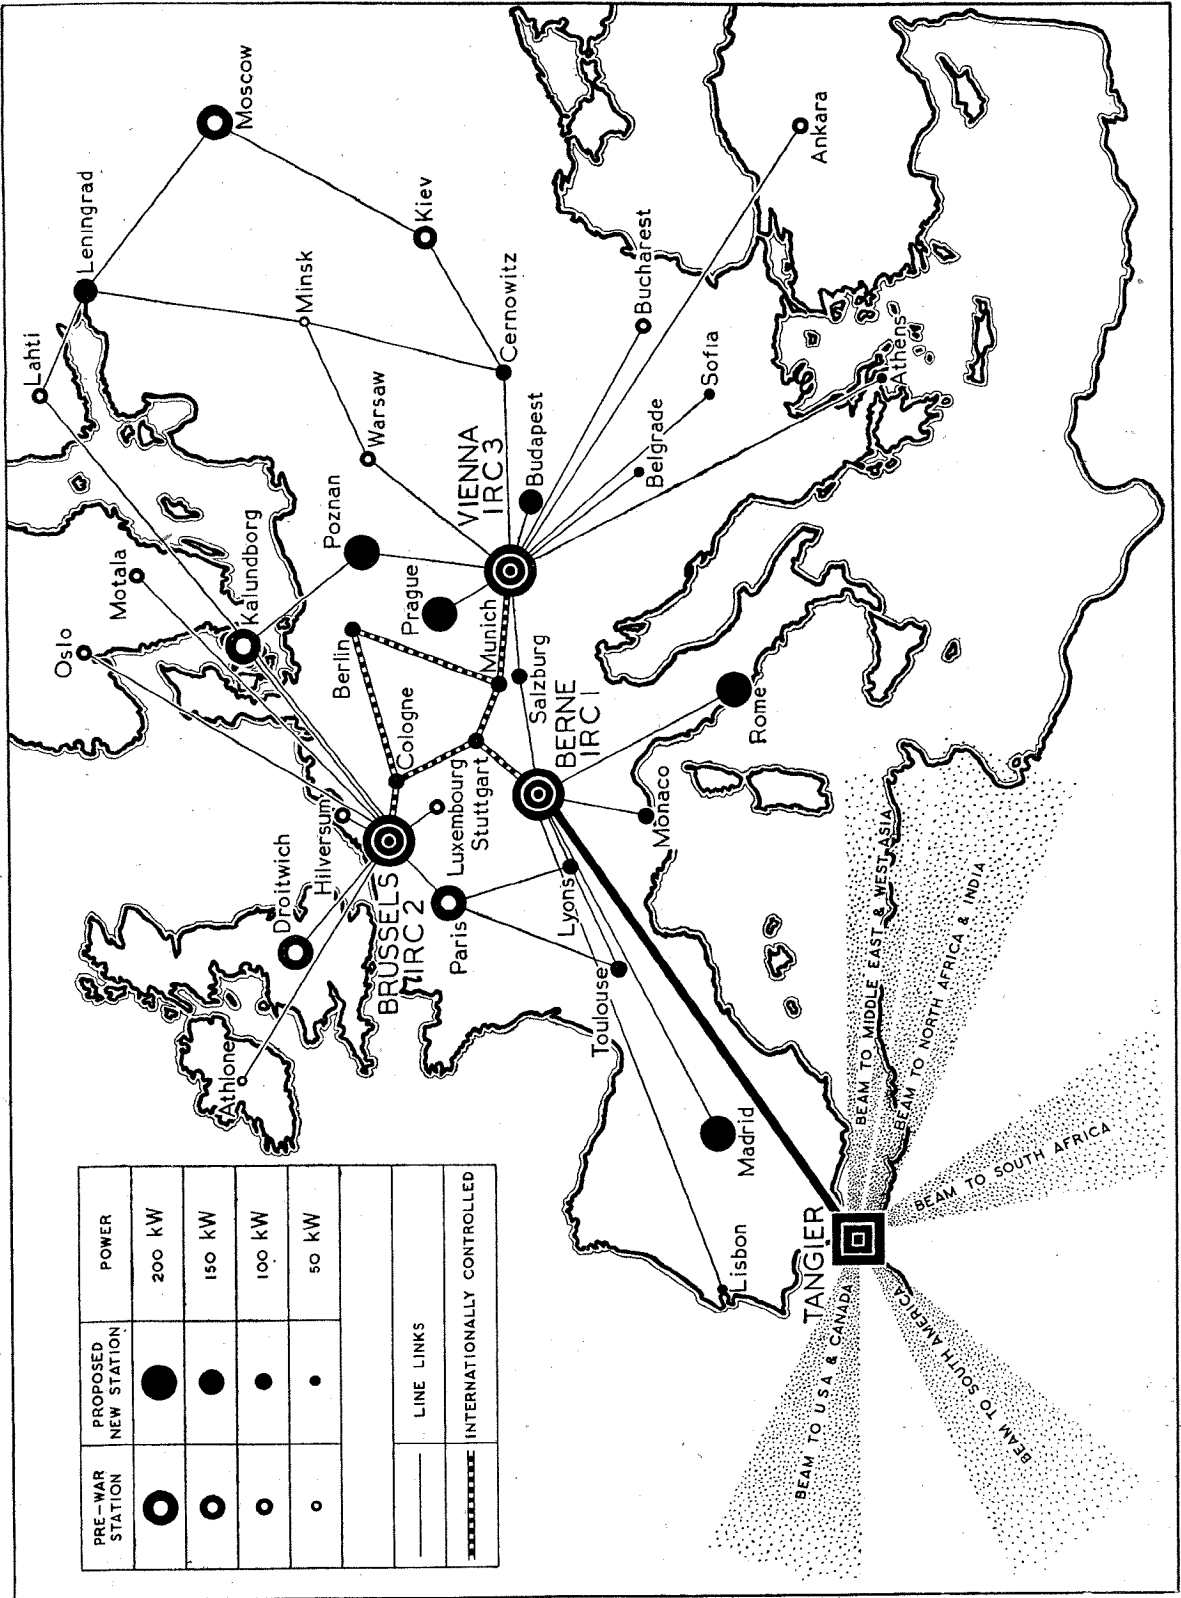 PRE-WAR
STATION
PROPOSED
NEW STATION
POWER
200 kW
150 kW
100 kW
50 kW
LINE LINKS
INTERNATIONALLY CONTROLLED
Lahti
Leningrad
Moscow
Oslo
Motala
Kalundborg
Minsk
Kiev
Poznan
Warsaw
Cernowitz
Athlone
Droitwich
Hilversum
Berlin
Prague
VIENNA
IRC 3
Budapest
Bucharest
Ankara
BRUSSELS
IRC 2
Cologne
Munich
Luxembourg
Stuttgart
Salzburg
Belgrade
Sofia
Athens
Paris
BERNE
IRC 1
Lyons
Toulouse
Monaco
Rome
Madrid
Lisbon
TANGIER
BEAM TO MIDDLE EAST & WEST ASIA
BEAM TO NORTH AFRICA & INDIA
BEAM TO SOUTH AFRICA
BEAM TO USA & CANADA
BEAM TO SOUTH AMERICA